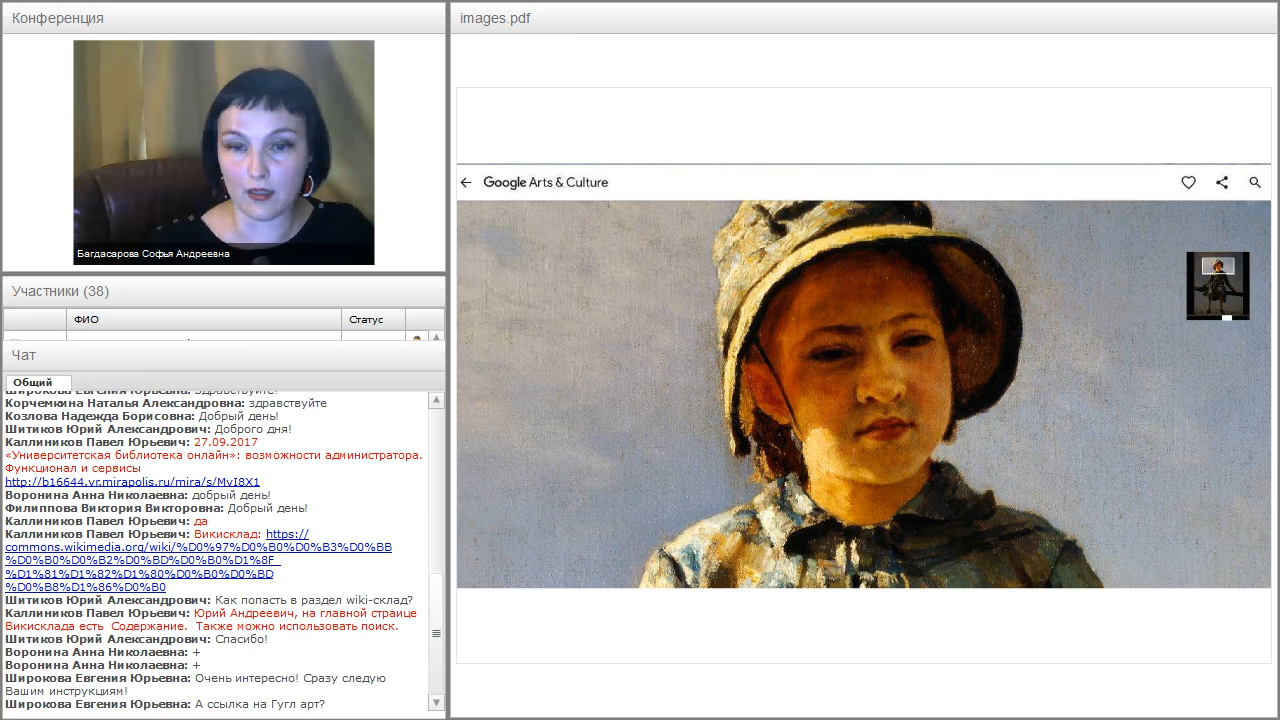 Конференция
Багдасарова Софья Андреевна
Участники (38)
ФИО
Статус
Чат
Общий
Широкова Евгения Юрьевна: Здравствуйте!
Корчемкина Наталья Александровна: здравствуйте
Козлова Надежда Борисовна: Добрый день!
Шитиков Юрий Александрович: Доброго дня!
Каллиников Павел Юрьевич: 27.09.2017
«Университетская библиотека онлайн»: возможности администратора.
Функционал и сервисы
http://b16644.vr.mirapolis.ru/mira/s/MvI8X1
Воронина Анна Николаевна: добрый день!
Филиппова Виктория Викторовна: Добрый день!
Каллиников Павел Юрьевич: да
Каллиников Павел Юрьевич: Викисклад: https://
commons.wikimedia.org/wiki/%D0%97%D0%B0%D0%B3%D0%BB
%D0%B0%D0%B2%D0%BD%D0%B0%D1%8F_
%D1%81%D1%82%D1%80%D0%B0%D0%BD
%D0%B8%D1%86%D0%B0
Шитиков Юрий Александрович: Как попасть в раздел wiki-склад?
Каллиников Павел Юрьевич: Юрий Андреевич, на главной страице
Викисклада есть  Содержание.  Также можно использовать поиск.
Шитиков Юрий Александрович: Спасибо!
Воронина Анна Николаевна: +
Воронина Анна Николаевна: +
Широкова Евгения Юрьевна: Очень интересно! Сразу следую
Вашим инструкциям!
Широкова Евгения Юрьевна: А ссылка на Гугл арт?
images.pdf
Google Arts & Culture